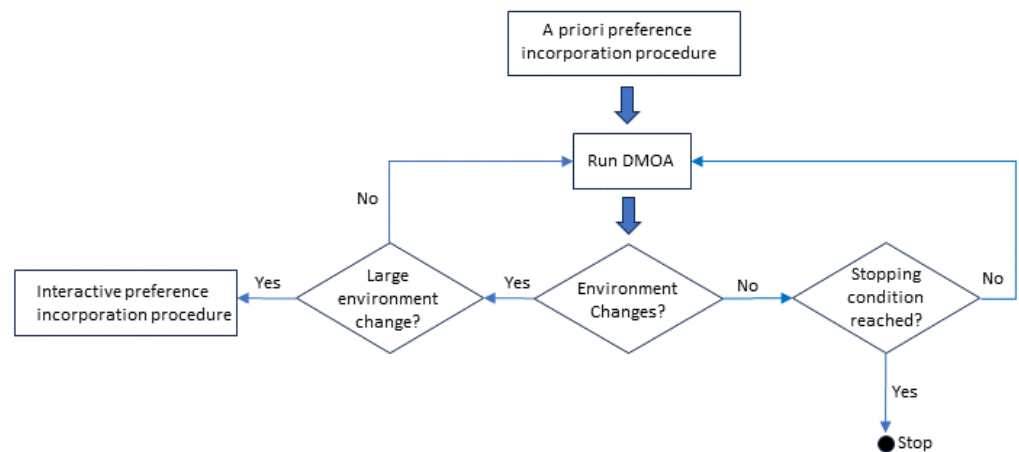 A priori preference
incorporation procedure
Run DMOA
No
Large
environment
change?
Yes
Interactive preference
incorporation procedure
Yes
Environment
Changes?
No
Stopping
condition
reached?
No
Yes
Stop